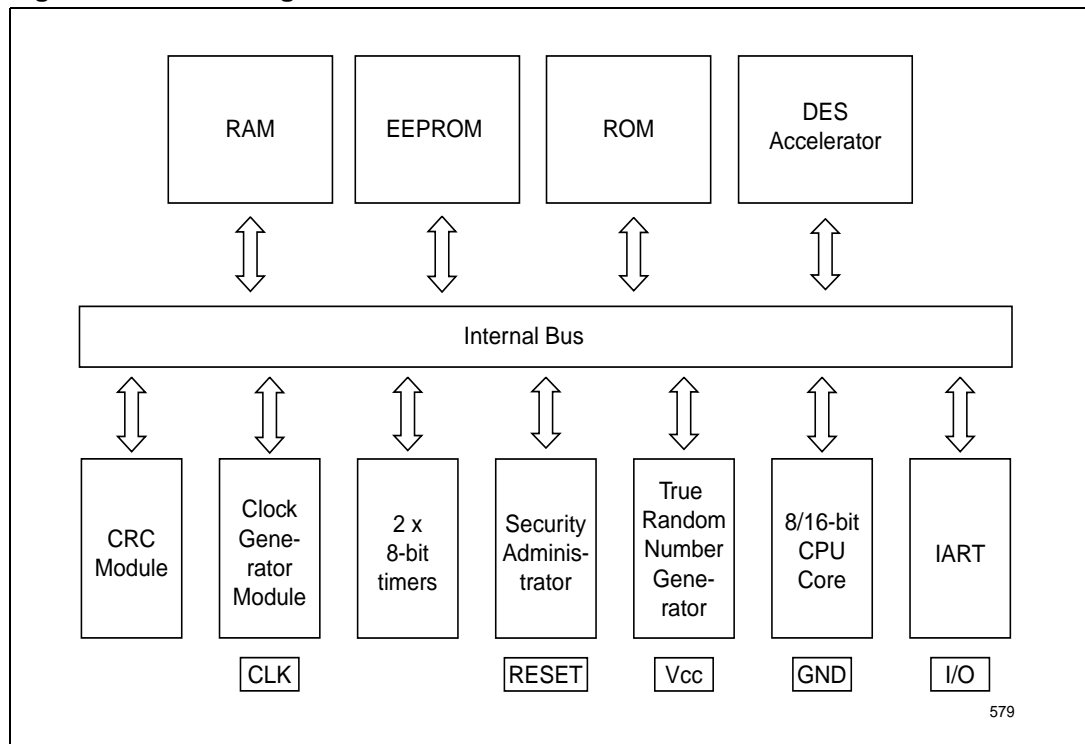 RAM
EEPROM
ROM
DES
Accelerator
Internal Bus
CRC
Module
Clock
Gene-
rator
Module
2 x
8-bit
timers
Security
Adminis-
trator
True
Random
Number
Gene-
rator
8/16-bit
CPU
Core
IART
CLK
RESET
Vcc
GND
I/O
579